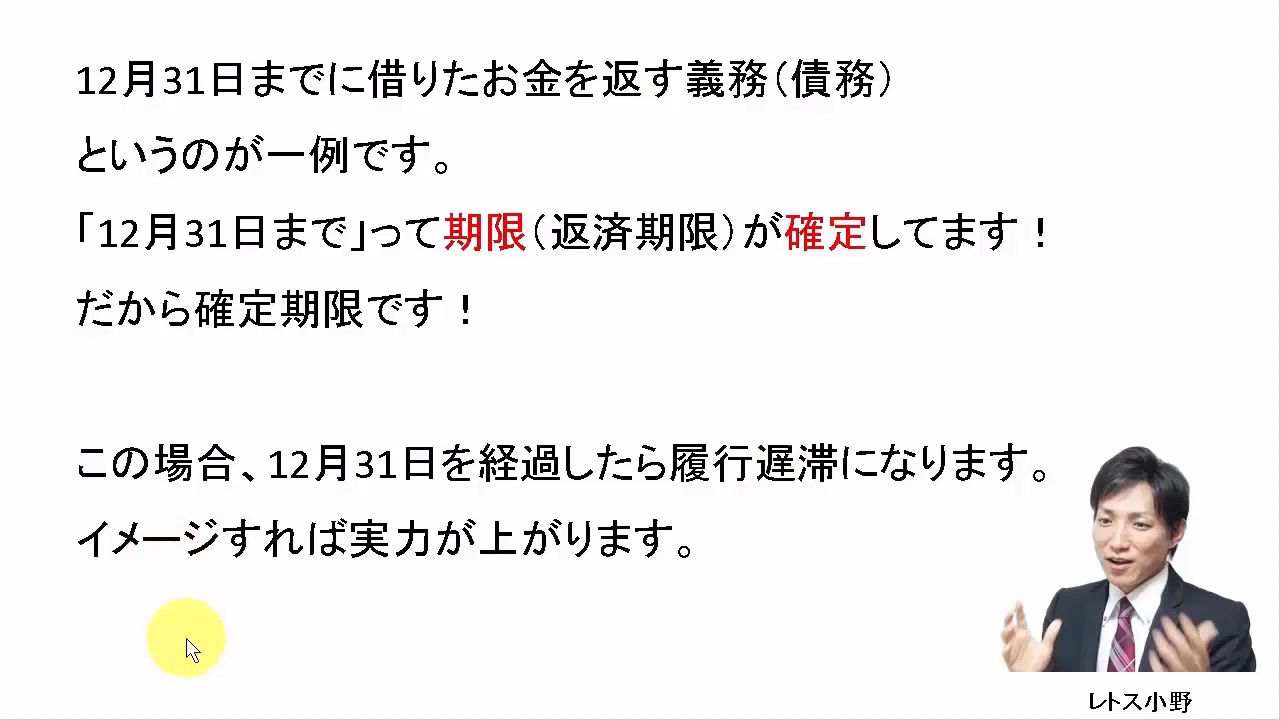 12月31日までに借りたお金を返す義務（債務）
というのが一例です。
「12月31日まで」って期限（返済期限）が確定してます！
だから確定期限です！
この場合、12月31日を経過したら履行遅滞になります。
イメージすれば実力が上がります。
レトス小野